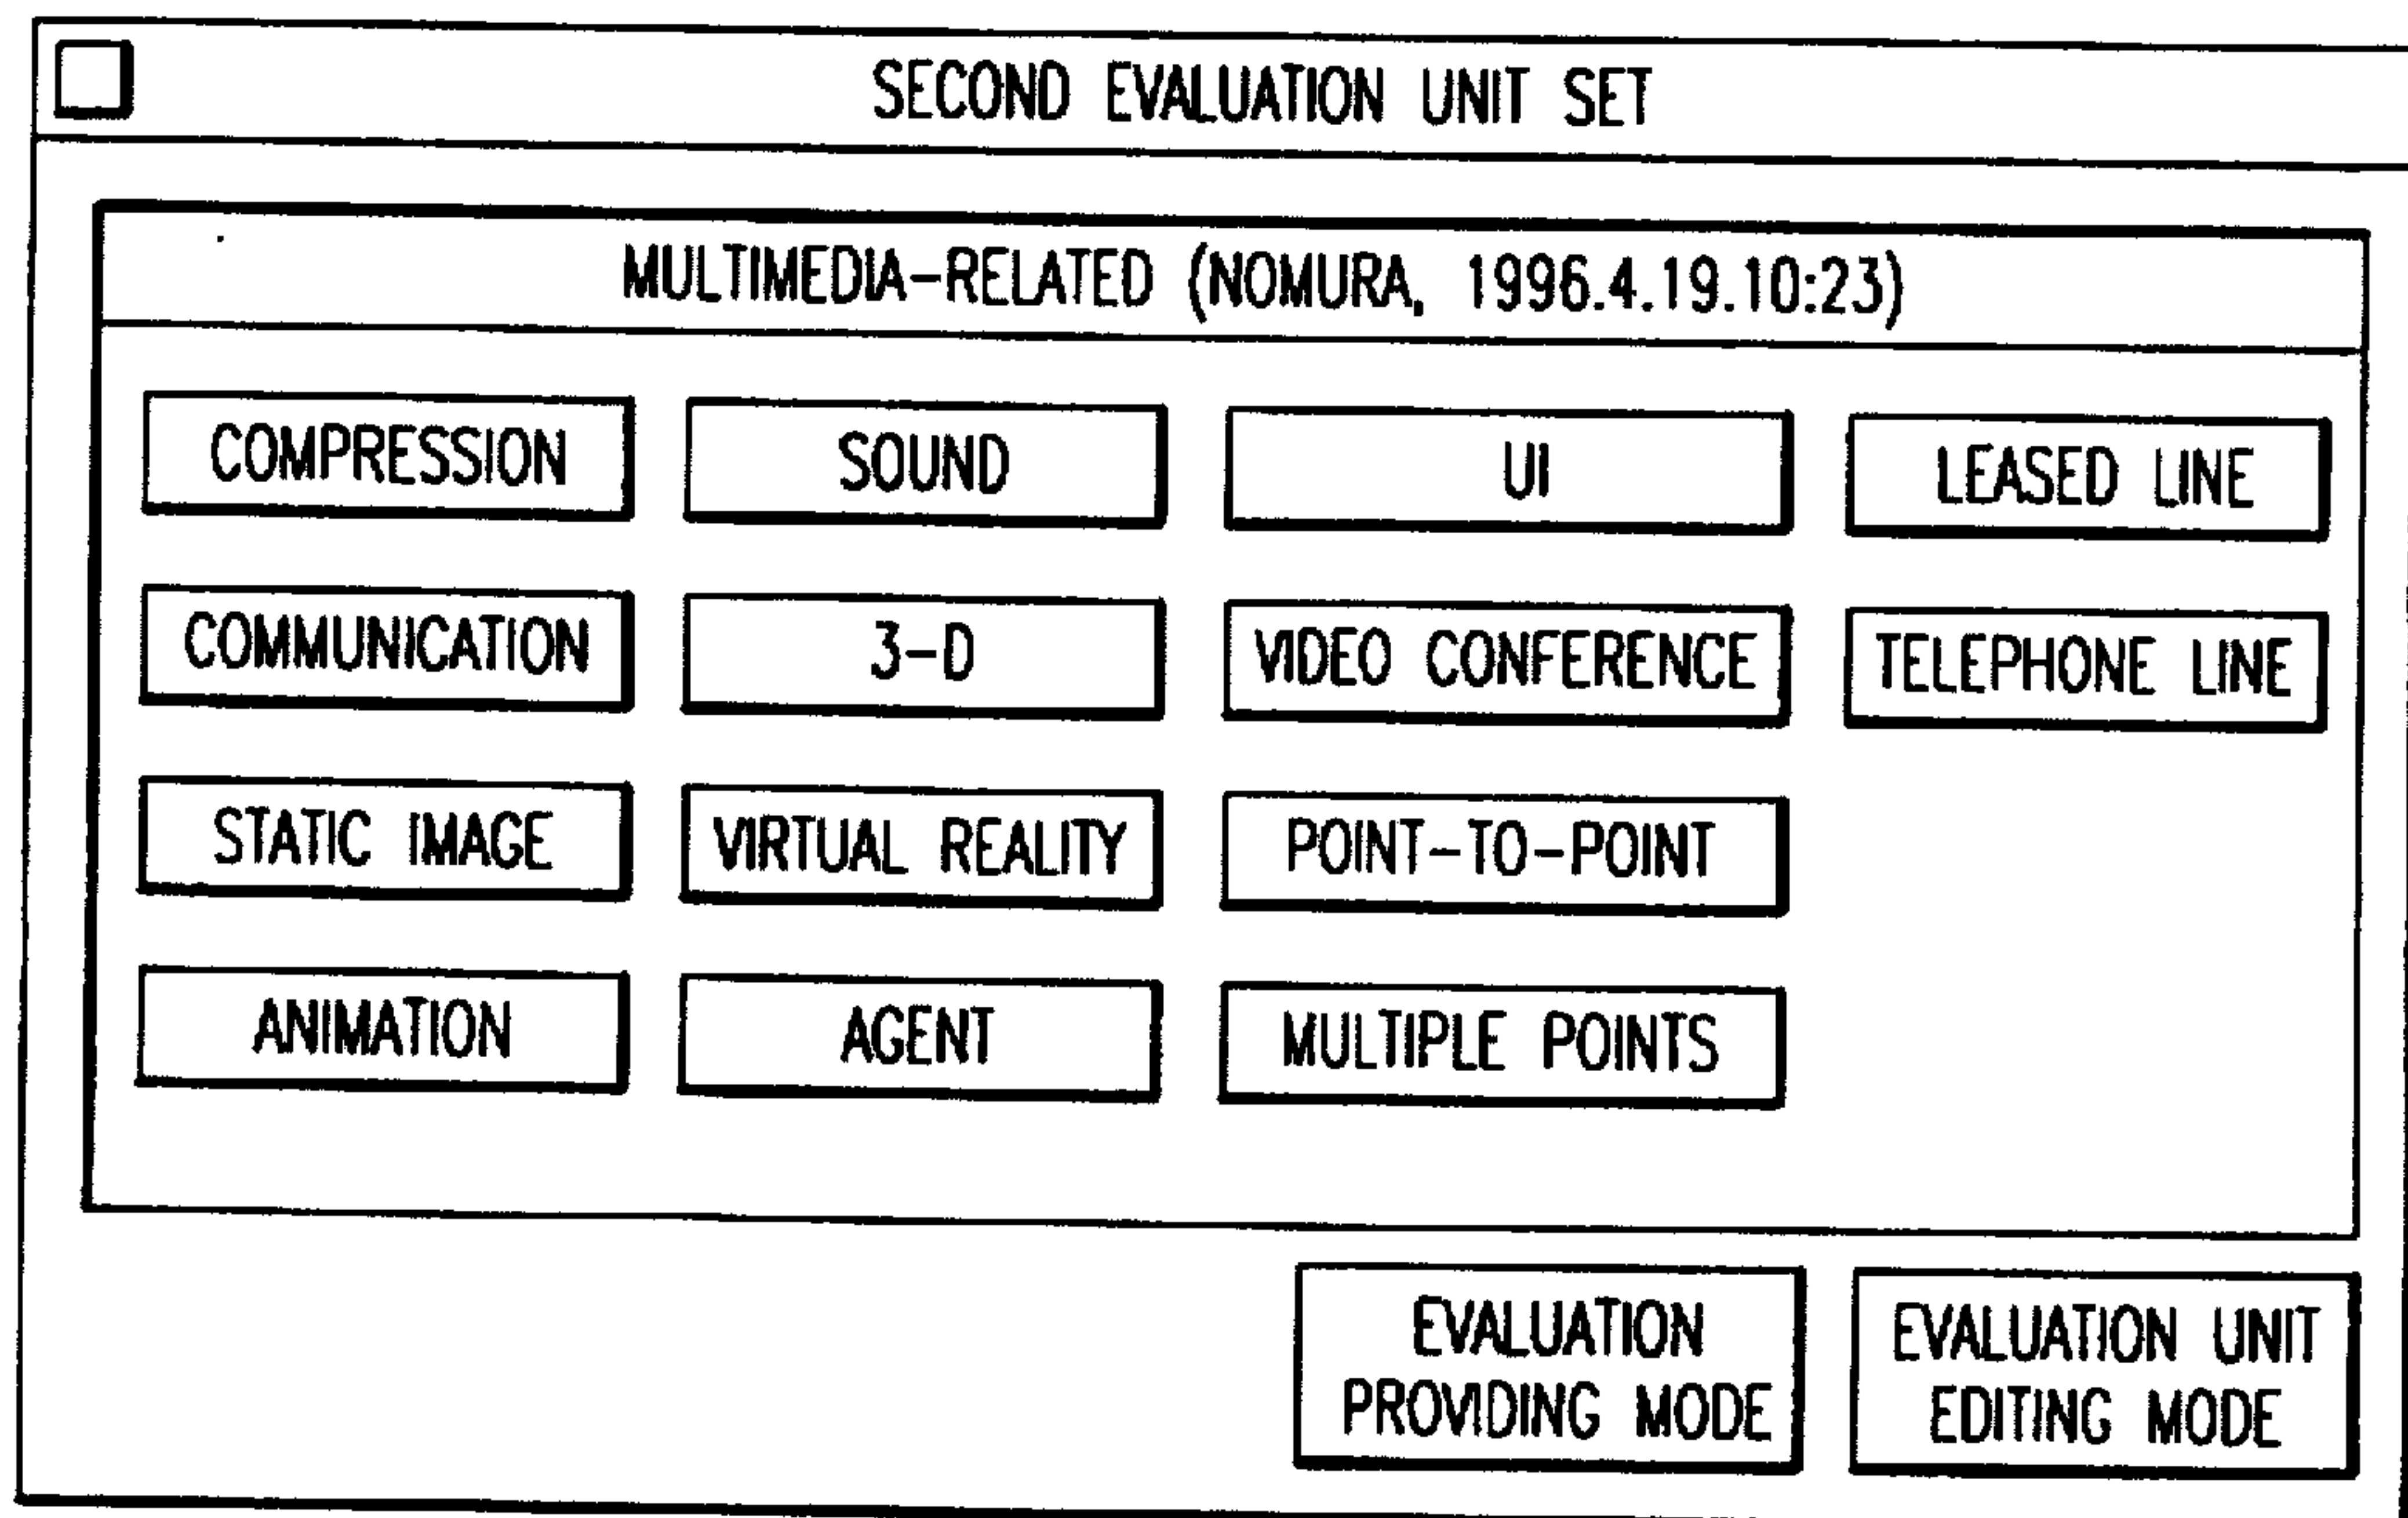 SECOND EVALUATION UNIT SET
MULTIMEDIA-RELATED (NOMURA, 1996.4.19.10:23)
COMPRESSION
SOUND
UI
LEASED LINE
COMMUNICATION
3-D
VIDEO CONFERENCE
TELEPHONE LINE
STATIC IMAGE
VIRTUAL REALITY
POINT-TO-POINT
ANIMATION
AGENT
MULTIPLE POINTS
EVALUATION
PROVIDING MODE
EVALUATION UNIT
EDITING MODE